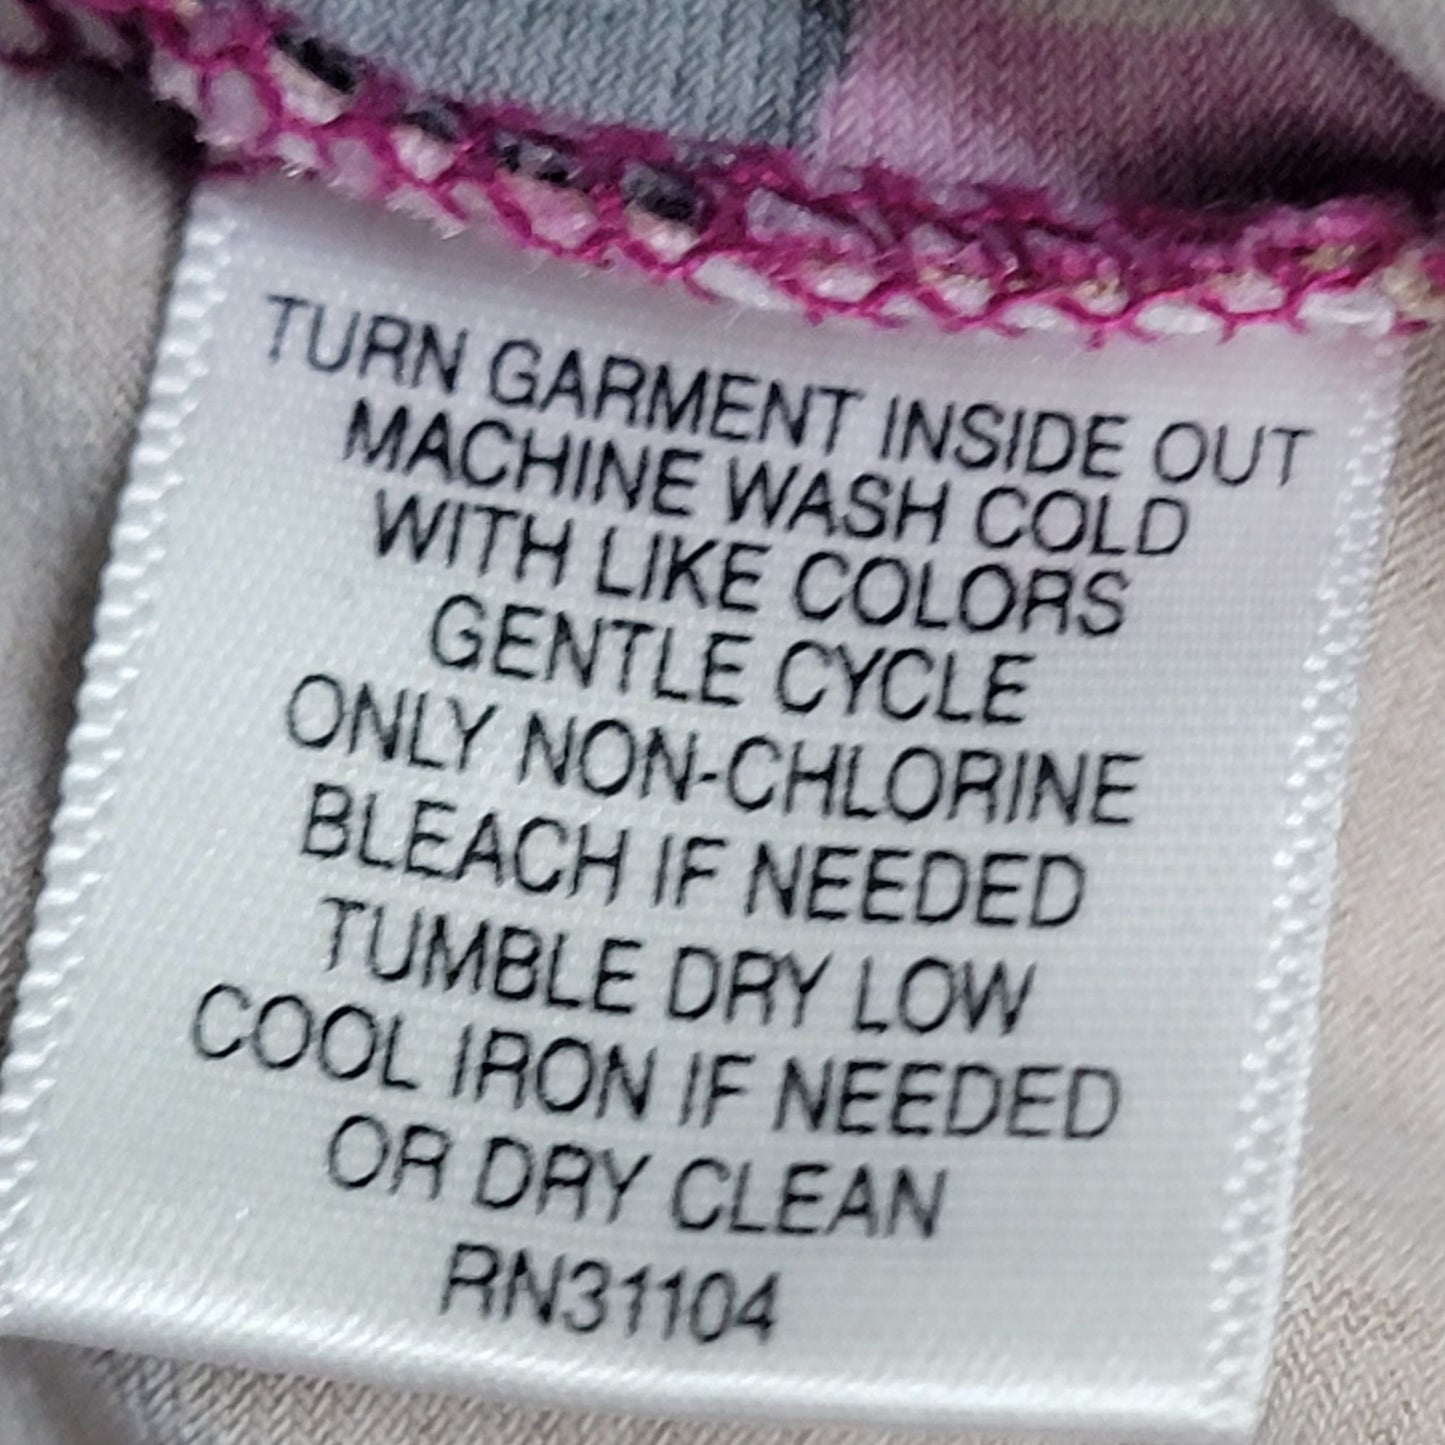 TURN GARMENT INSIDE OUT
MACHINE WASH COLD
WITH LIKE COLORS
GENTLE CYCLE
ONLY NON-CHLORINE
BLEACH IF NEEDED
TUMBLE DRY LOW
COOL IRON IF NEEDED
OR DRY CLEAN
RN31104